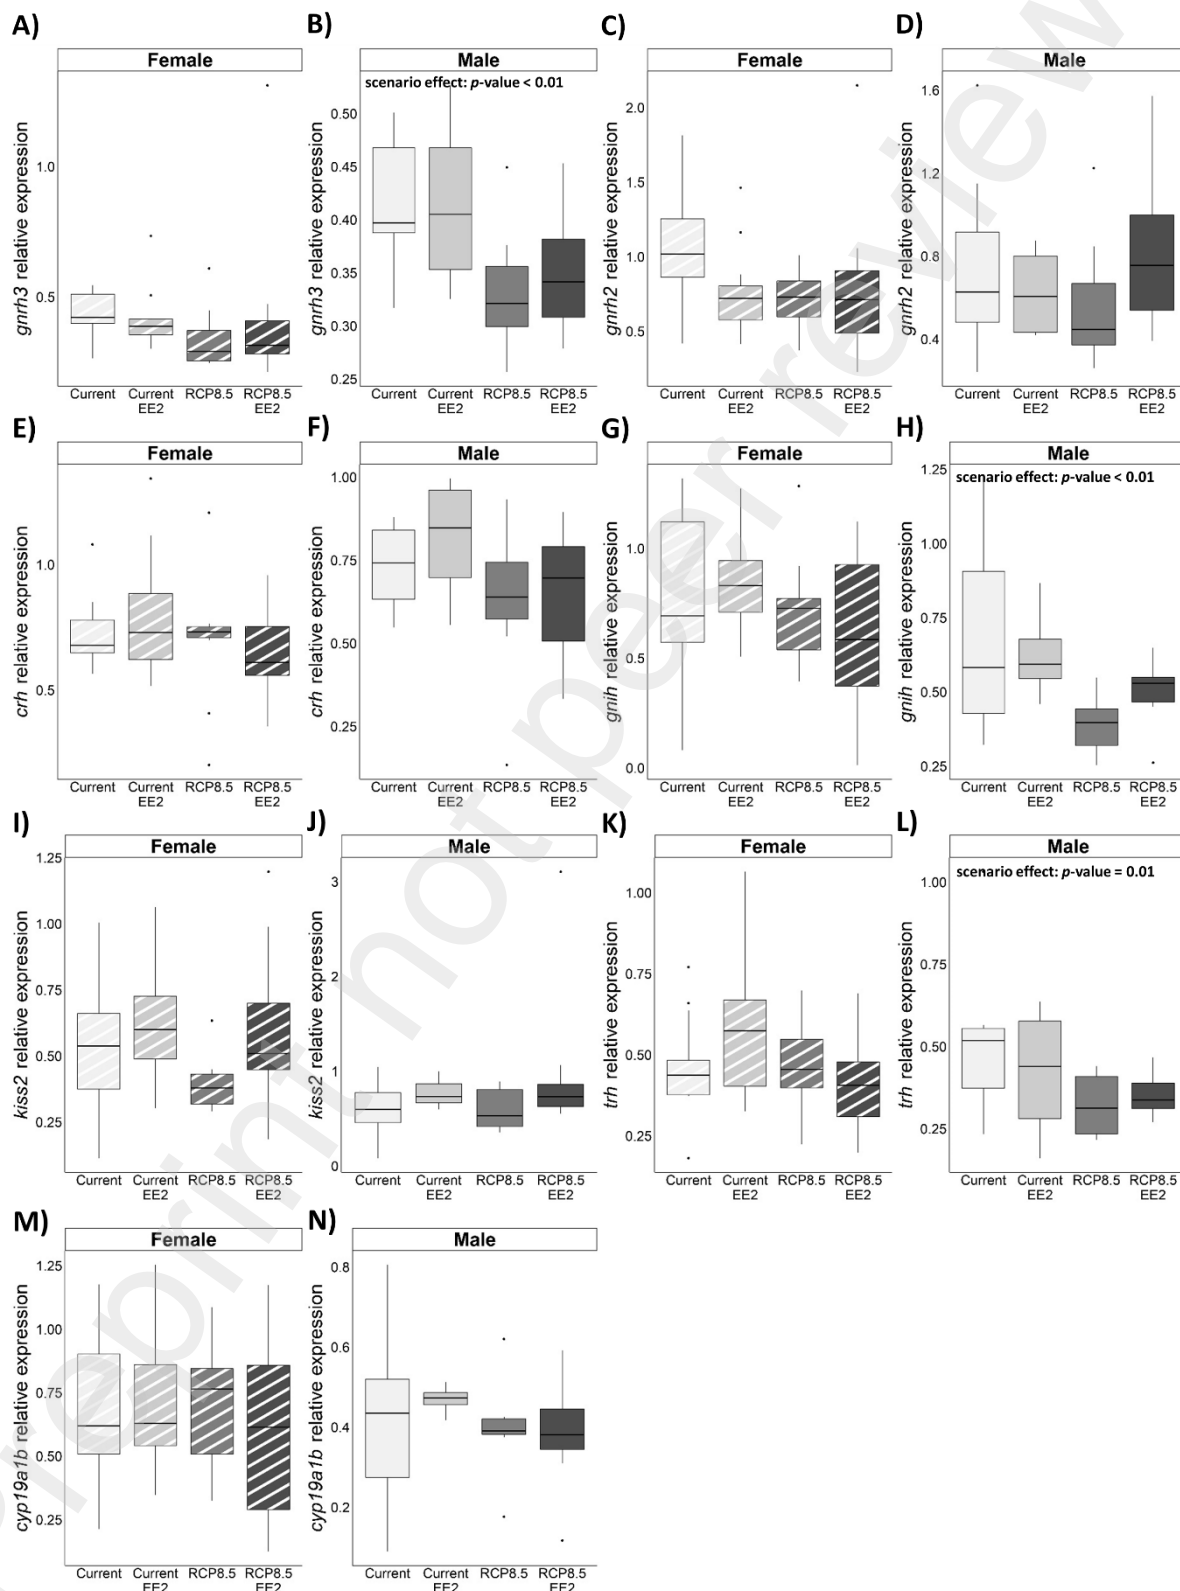 A)
Female
gnrh3 relative expression
1.0
0.5
Current
Current
EE2
RCP8.5
RCP8.5
EE2
B)
Male
scenario effect: p-value < 0.01
gnrh3 relative expression
0.50
0.45
0.40
0.35
0.30
0.25
Current
Current
EE2
RCP8.5
RCP8.5
EE2
C)
Female
gnrh2 relative expression
2.0
1.5
1.0
0.5
Current
Current
EE2
RCP8.5
RCP8.5
EE2
D)
Male
gnrh2 relative expression
1.6
1.2
0.8
0.4
Current
Current
EE2
RCP8.5
RCP8.5
EE2
E)
Female
crh relative expression
1.0
0.5
Current
Current
EE2
RCP8.5
RCP8.5
EE2
F)
Male
crh relative expression
1.00
0.75
0.50
0.25
Current
Current
EE2
RCP8.5
RCP8.5
EE2
G)
Female
gnih relative expression
1.0
0.5
0.0
Current
Current
EE2
RCP8.5
RCP8.5
EE2
H)
Male
scenario effect: p-value < 0.01
gnih relative expression
1.25
1.00
0.75
0.50
0.25
Current
Current
EE2
RCP8.5
RCP8.5
EE2
I)
Female
kiss2 relative expression
1.25
1.00
0.75
0.50
0.25
Current
Current
EE2
RCP8.5
RCP8.5
EE2
J)
Male
kiss2 relative expression
3
2
1
0
Current
Current
EE2
RCP8.5
RCP8.5
EE2
K)
Female
trh relative expression
1.00
0.75
0.50
0.25
Current
Current
EE2
RCP8.5
RCP8.5
EE2
L)
Male
scenario effect: p-value = 0.01
trh relative expression
1.00
0.75
0.50
0.25
Current
Current
EE2
RCP8.5
RCP8.5
EE2
M)
Female
cyp19a1b relative expression
1.25
1.00
0.75
0.50
0.25
Current
Current
EE2
RCP8.5
RCP8.5
EE2
N)
Male
cyp19a1b relative expression
0.8
0.6
0.4
0.2
Current
Current
EE2
RCP8.5
RCP8.5
EE2
Preprint not peer review